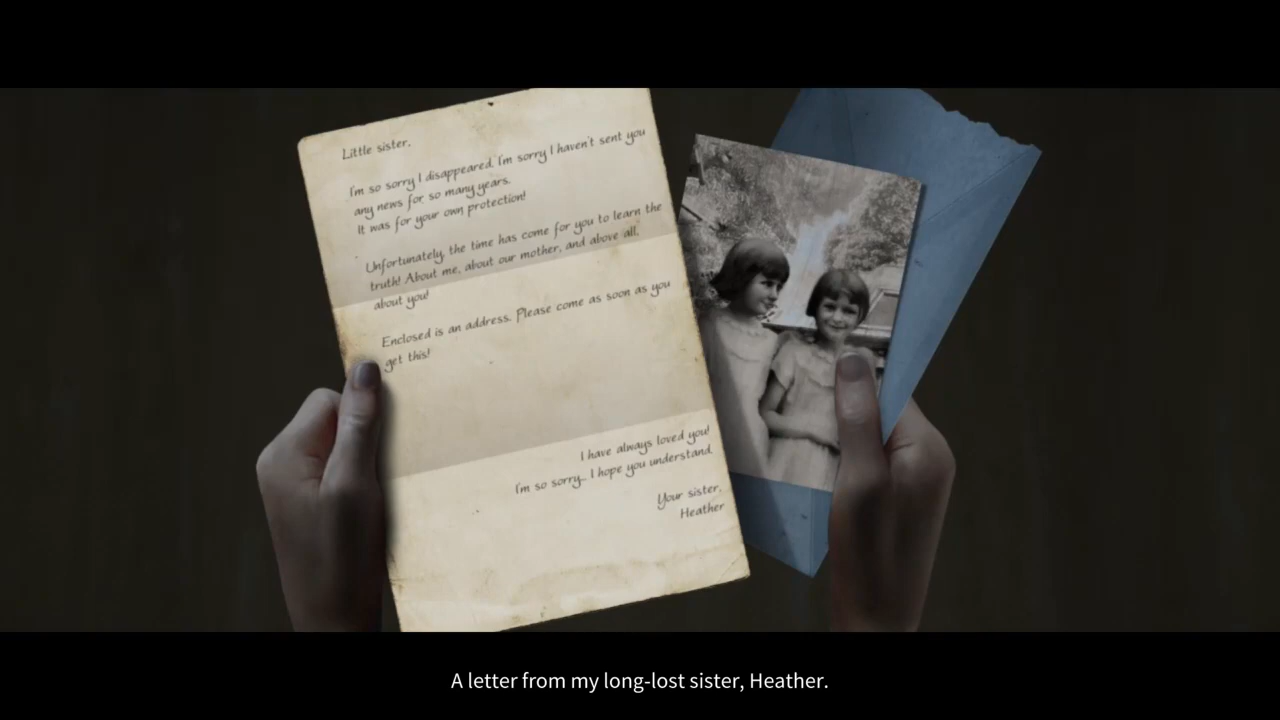 Little sister,
I'm so sorry I disappeared. I'm sorry I haven't sent you
any news for so many years.
It was for your own protection!
Unfortunately, the time has come for you to learn the
truth! About me, about our mother, and above all,
about you!
Enclosed is an address. Please come as soon as you
get this!
I have always loved you!
I'm so sorry... I hope you understand.
Your sister,
Heather
A letter from my long-lost sister, Heather.